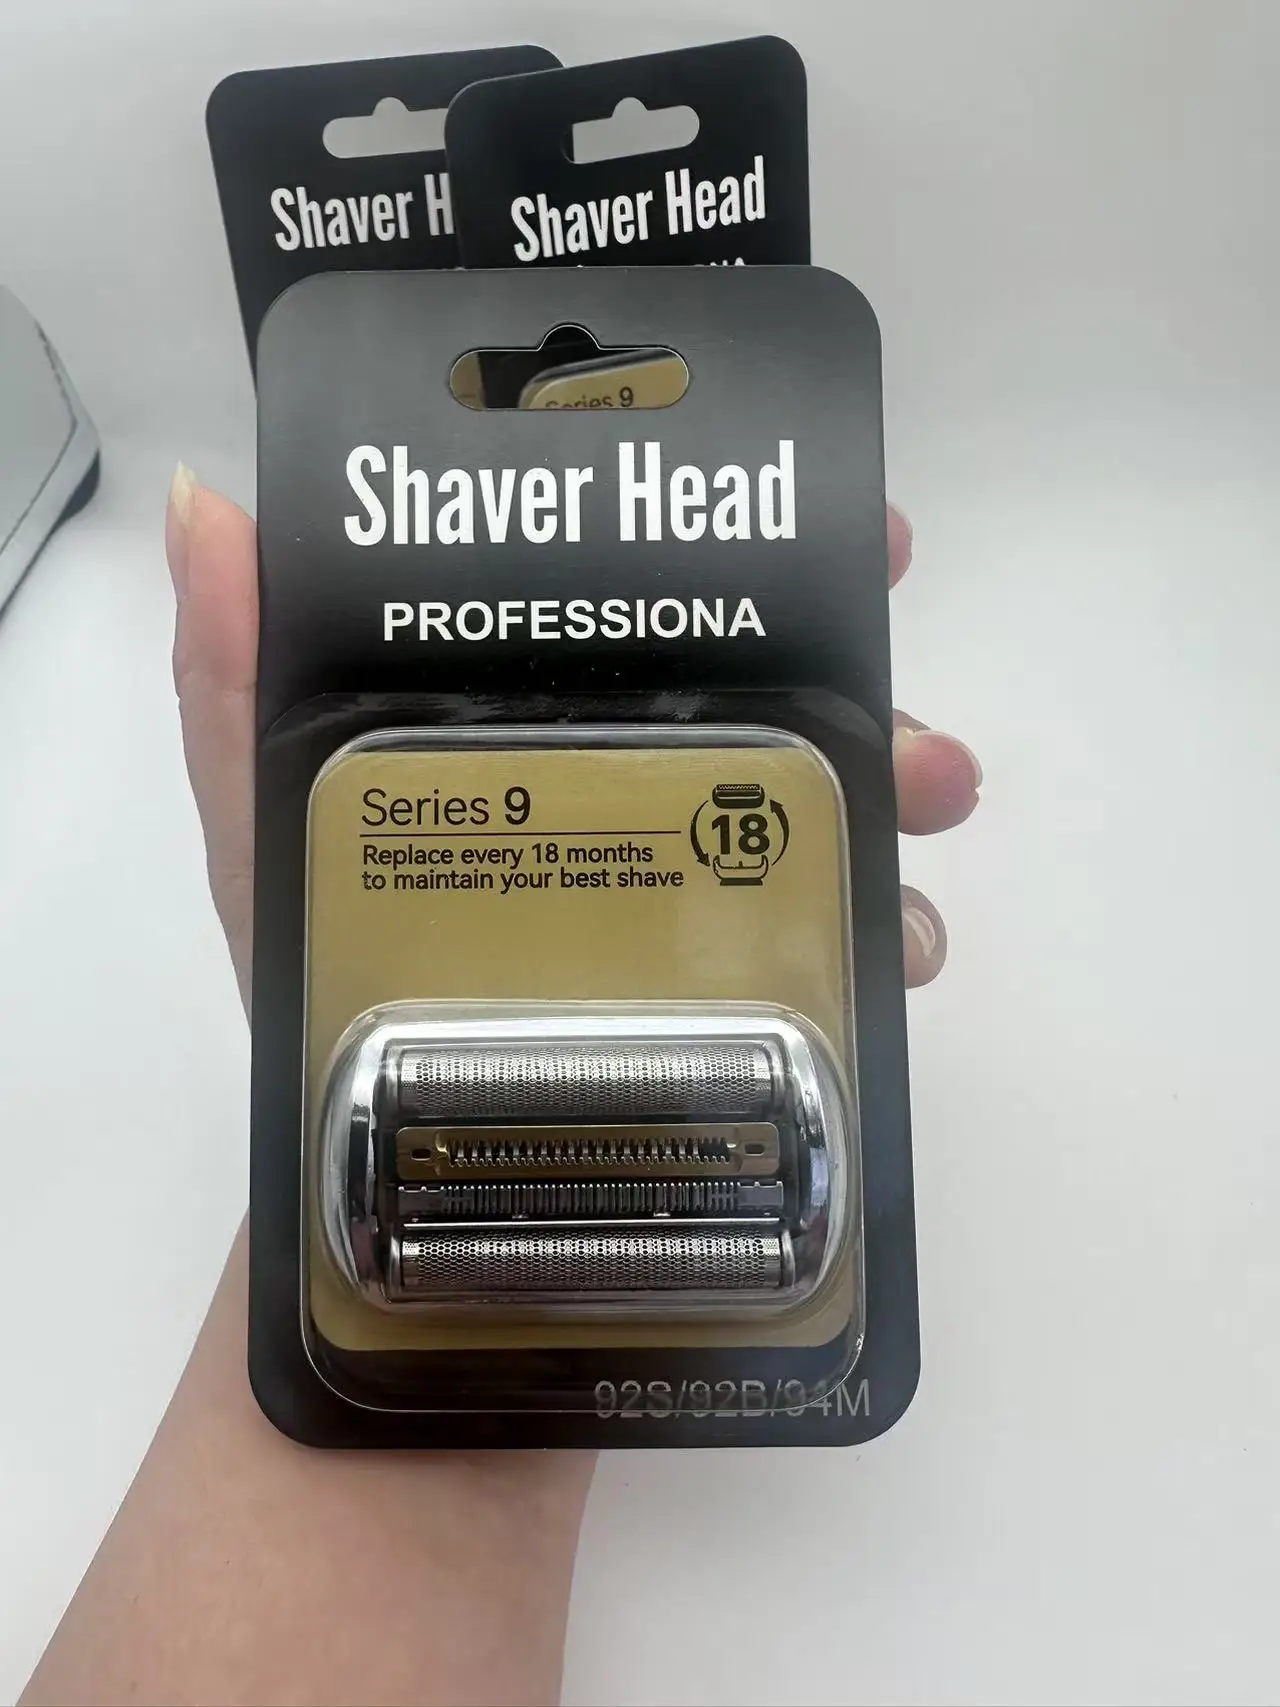 Shaver H
Shaver Head
Series 9
Shaver Head
PROFESSIONA
Series 9
Replace every 18 months
to maintain your best shave
18
92S/92B/94M